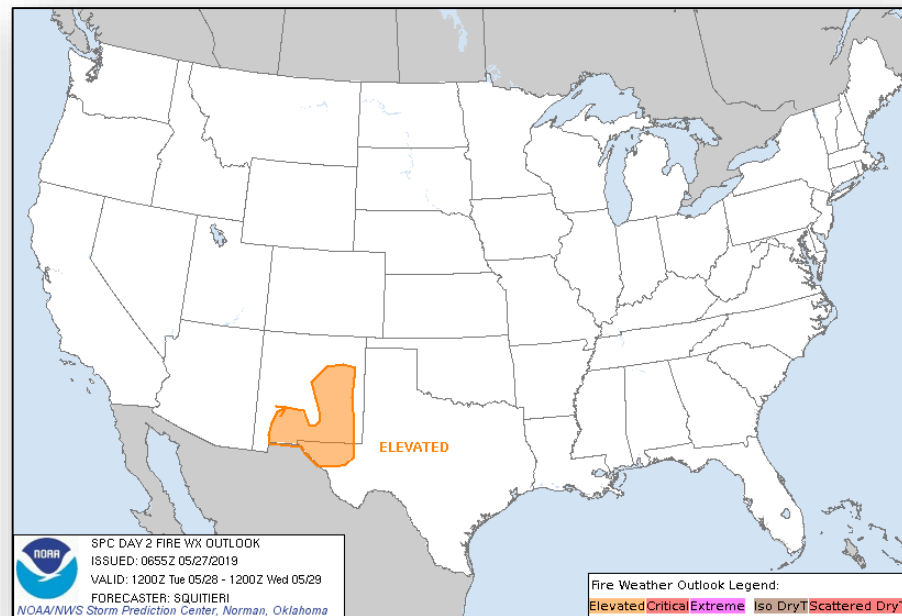 ELEVATED
NOAA
SPC DAY 2 FIRE WX OUTLOOK
ISSUED: 0655Z 05/27/2019
VALID: 1200Z Tue 05/28 - 1200Z Wed 05/29
FORECASTER: SQUITIERI
NOAA/NWS Storm Prediction Center, Norman, Oklahoma
Fire Weather Outlook Legend:
Elevated Critical Extreme Iso DryT Scattered DryT